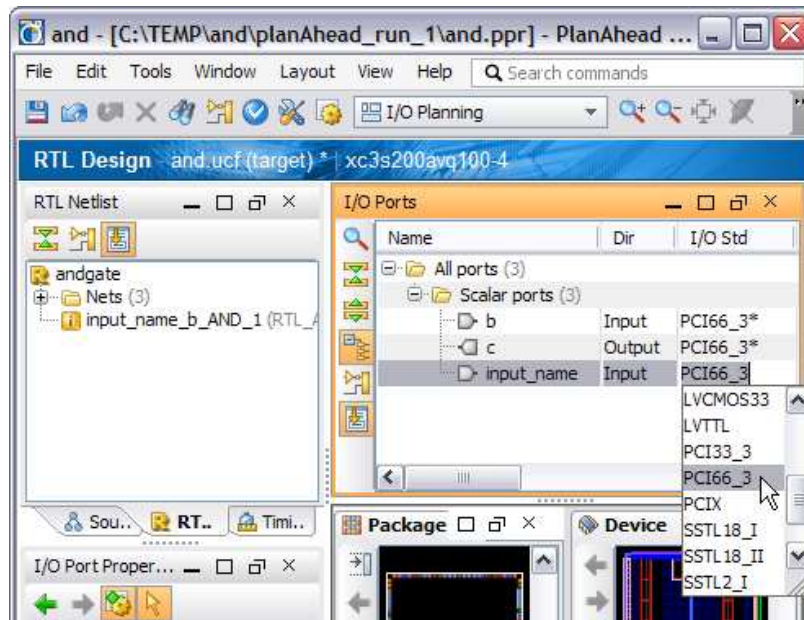 and - [C:\TEMP\and\planAhead_run_1\and.ppr] - PlanAhead ...
File Edit Tools Window Layout View Help Search commands
I/O Planning
RTL Design and.ucf (target) * xc3s200avq100-4
RTL Netlist
andgate
Nets (3)
input_name_b_AND_1 (RTL_
Sou.. RT.. Timi..
I/O Port Proper...
I/O Ports
Name Dir I/O Std
All ports (3)
Scalar ports (3)
b Input PCI66_3*
c Output PCI66_3*
input_name Input PCI66_3
LVCMOS33
LVTTL
PCI33_3
PCI66_3
PCIX
SSTL18_I
SSTL18_II
SSTL2_I
Package Device